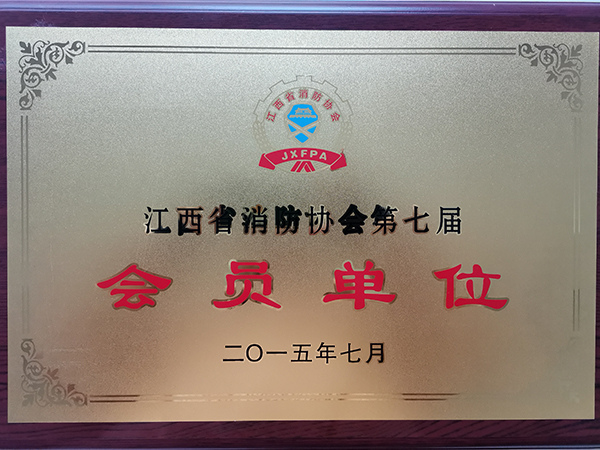 江西省消防协会
JXFPA
江西省消防协会第七届
会员单位
二〇一五年七月